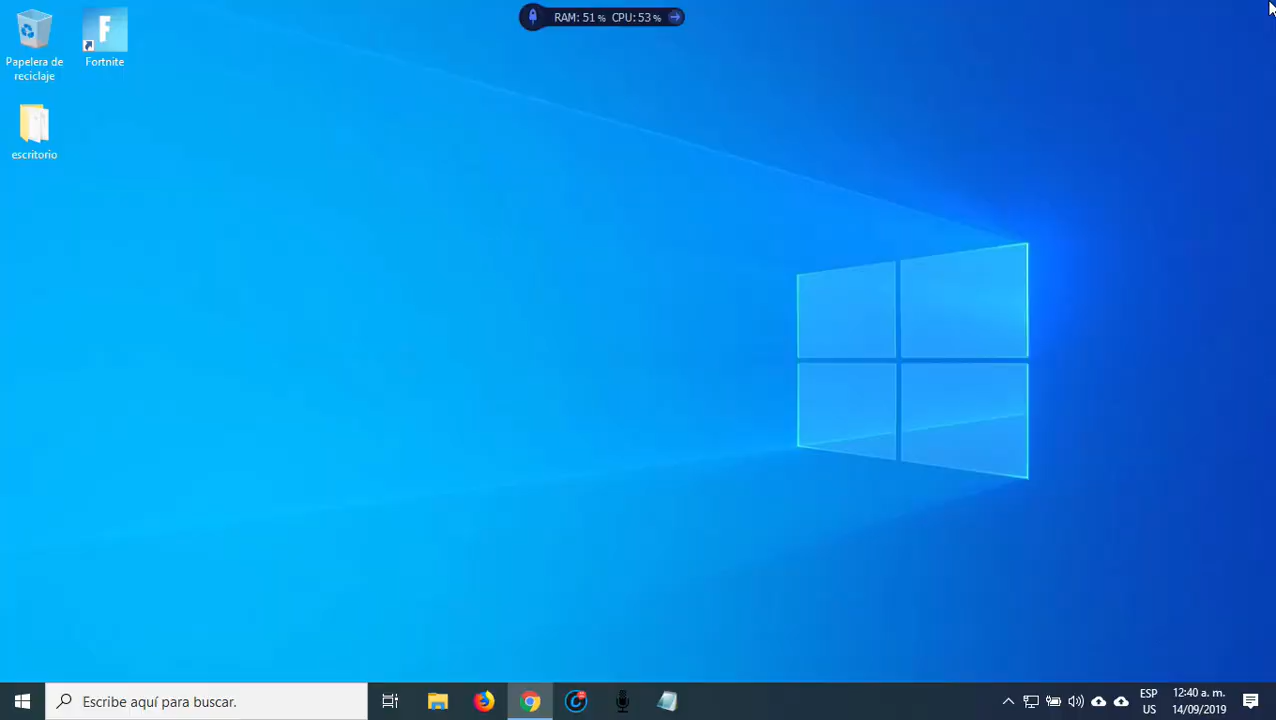 RAM: 51 % CPU: 53 %
Papelera de
reciclaje
Fortnite
escritorio
Escribe aquí para buscar.
ESP
US
12:40 a. m.
14/09/2019